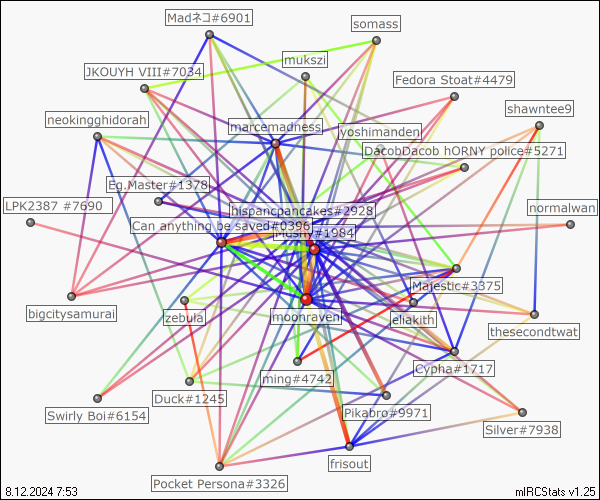 Madネコ#6901
somass
mukszi
JKOUYH VIII#7034
Fedora Stoat#4479
shawntee9
neokingghidorah
marcemadness
yoshimanden
DacobDacob hORNY police#5271
Eg.Master#1378
LPK2387 #7690
hispancpancakes#2928
normalwan
Can anything be saved#0396
#1984
Majestic#3375
bigcitysamurai
zebula
moonraven
eliakith
thesecondtwat
Cypha#1717
ming#4742
Duck#1245
Swirly Boi#6154
Pikabro#9971
Silver#7938
frisout
Pocket Persona#3326
8.12.2024 7:53
mIRCStats v1.25